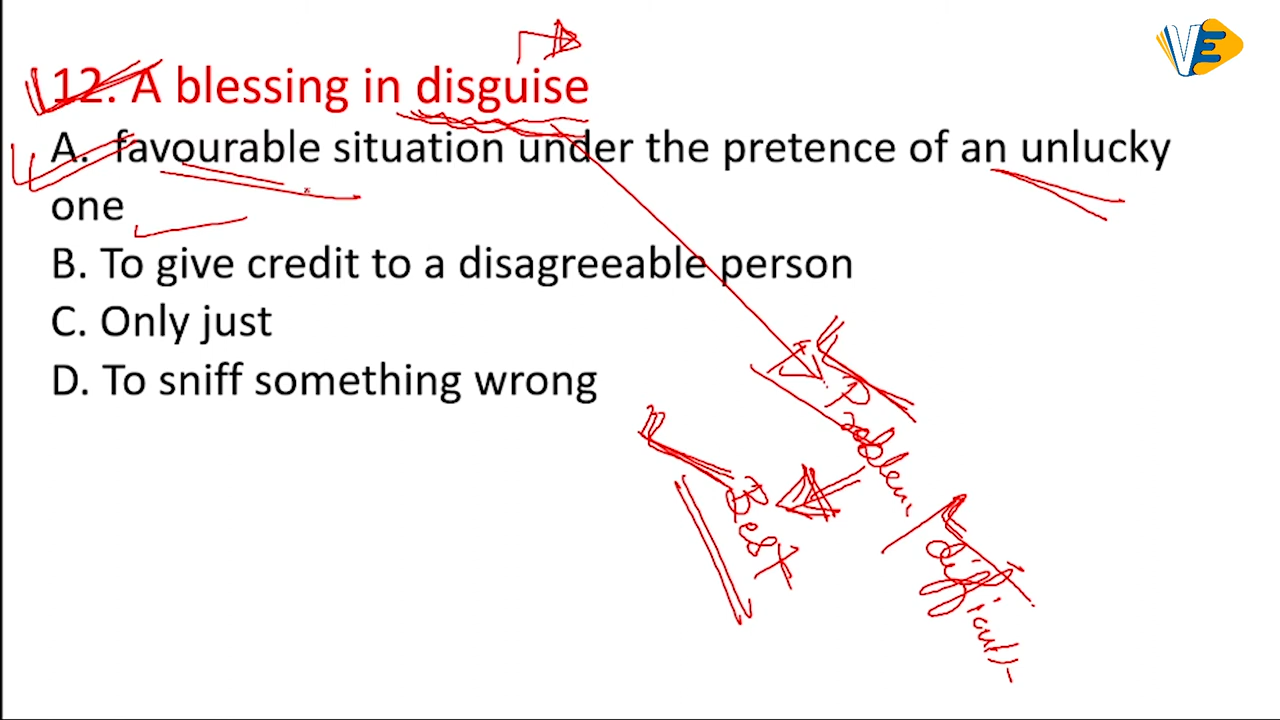 VE
12. A blessing in disguise
A. favourable situation under the pretence of an unlucky
one
B. To give credit to a disagreeable person
C. Only just
D. To sniff something wrong
Problem
Best
difficult